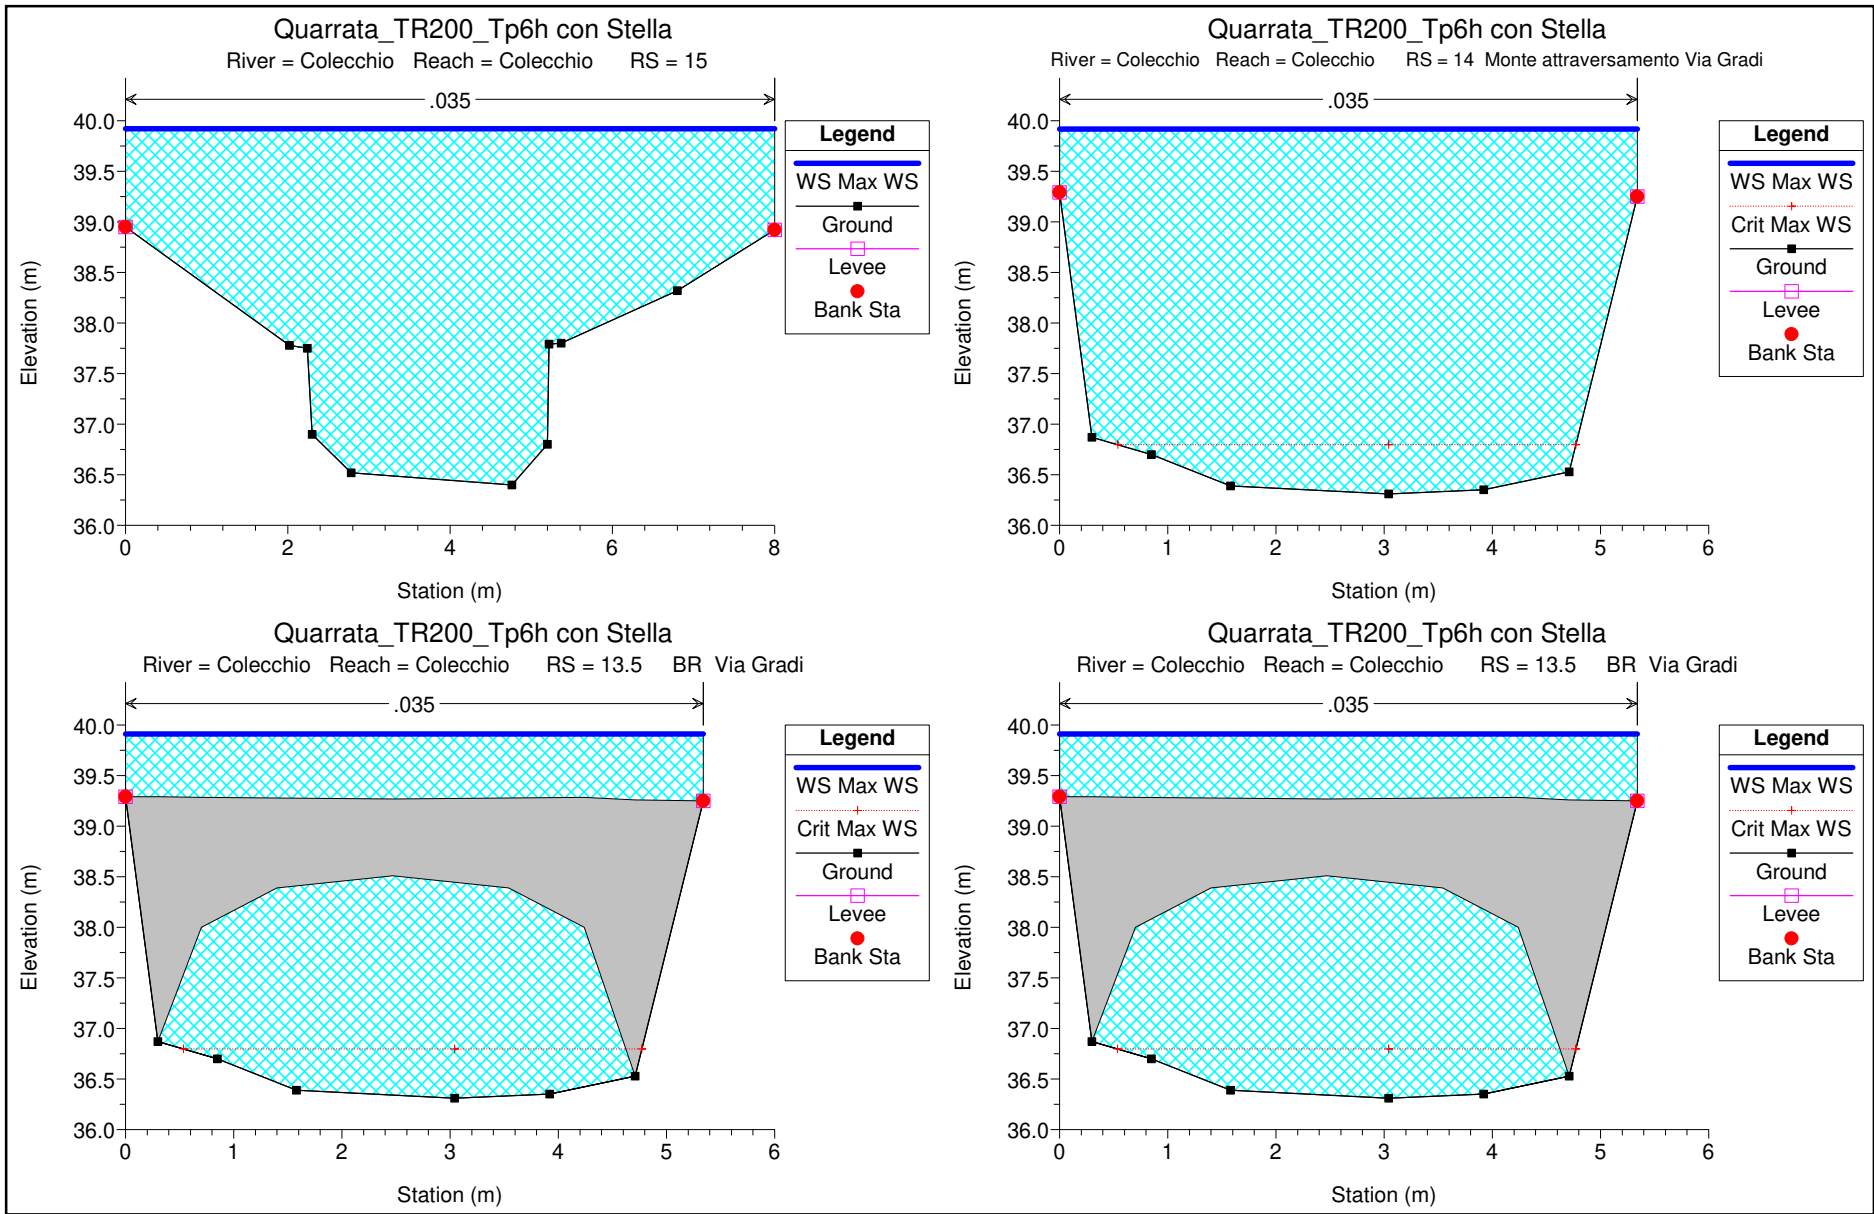 Quarrata_TR200_Tp6h con Stella
River = Colecchio Reach = Colecchio RS = 15
.035
40.0
39.5
39.0
38.5
38.0
37.5
37.0
36.5
36.0
Elevation (m)
0 2 4 6 8
Station (m)
Legend
WS Max WS
Ground
Levee
Bank Sta
Quarrata_TR200_Tp6h con Stella
River = Colecchio Reach = Colecchio RS = 14 Monte attraversamento Via Gradi
.035
40.0
39.5
39.0
38.5
38.0
37.5
37.0
36.5
36.0
Elevation (m)
0 1 2 3 4 5 6
Station (m)
Legend
WS Max WS
Crit Max WS
Ground
Levee
Bank Sta
Quarrata_TR200_Tp6h con Stella
River = Colecchio Reach = Colecchio RS = 13.5 BR Via Gradi
.035
40.0
39.5
39.0
38.5
38.0
37.5
37.0
36.5
36.0
Elevation (m)
0 1 2 3 4 5 6
Station (m)
Legend
WS Max WS
Crit Max WS
Ground
Levee
Bank Sta
Quarrata_TR200_Tp6h con Stella
River = Colecchio Reach = Colecchio RS = 13.5 BR Via Gradi
.035
40.0
39.5
39.0
38.5
38.0
37.5
37.0
36.5
36.0
Elevation (m)
0 1 2 3 4 5 6
Station (m)
Legend
WS Max WS
Crit Max WS
Ground
Levee
Bank Sta